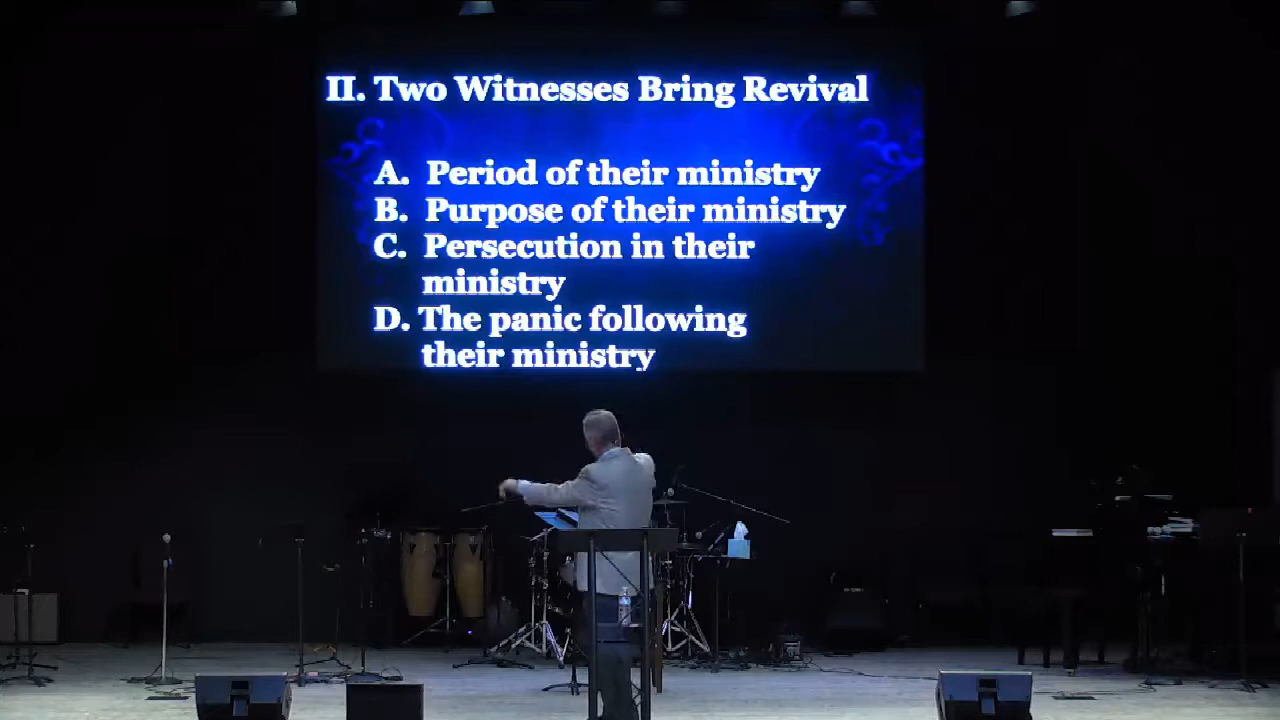 II. Two Witnesses Bring Revival
A. Period of their ministry
B. Purpose of their ministry
C. Persecution in their
ministry
D. The panic following
their ministry